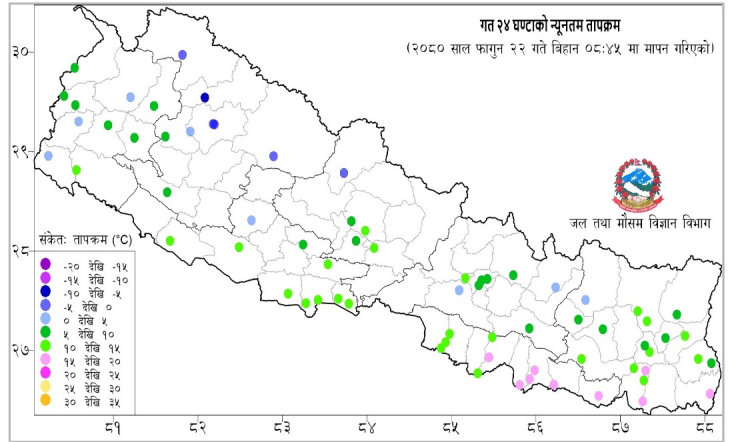 गत २४ घण्टाको न्यूनतम तापक्रम
(२०८० साल फागुन २२ गते बिहान ०८:४५ मा मापन गरिएको)
३०
२९
२८
२७
जल तथा मौसम विज्ञान विभाग
संकेतः तापक्रम (°C)
-२० देखि -१५
-१५ देखि -१०
-१० देखि -५
-५ देखि ०
० देखि ५
५ देखि १०
१० देखि १५
१५ देखि २०
२० देखि २५
२५ देखि ३०
३० देखि ३५
८१ ८२ ८३ ८४ ८५ ८६ ८७ ८८